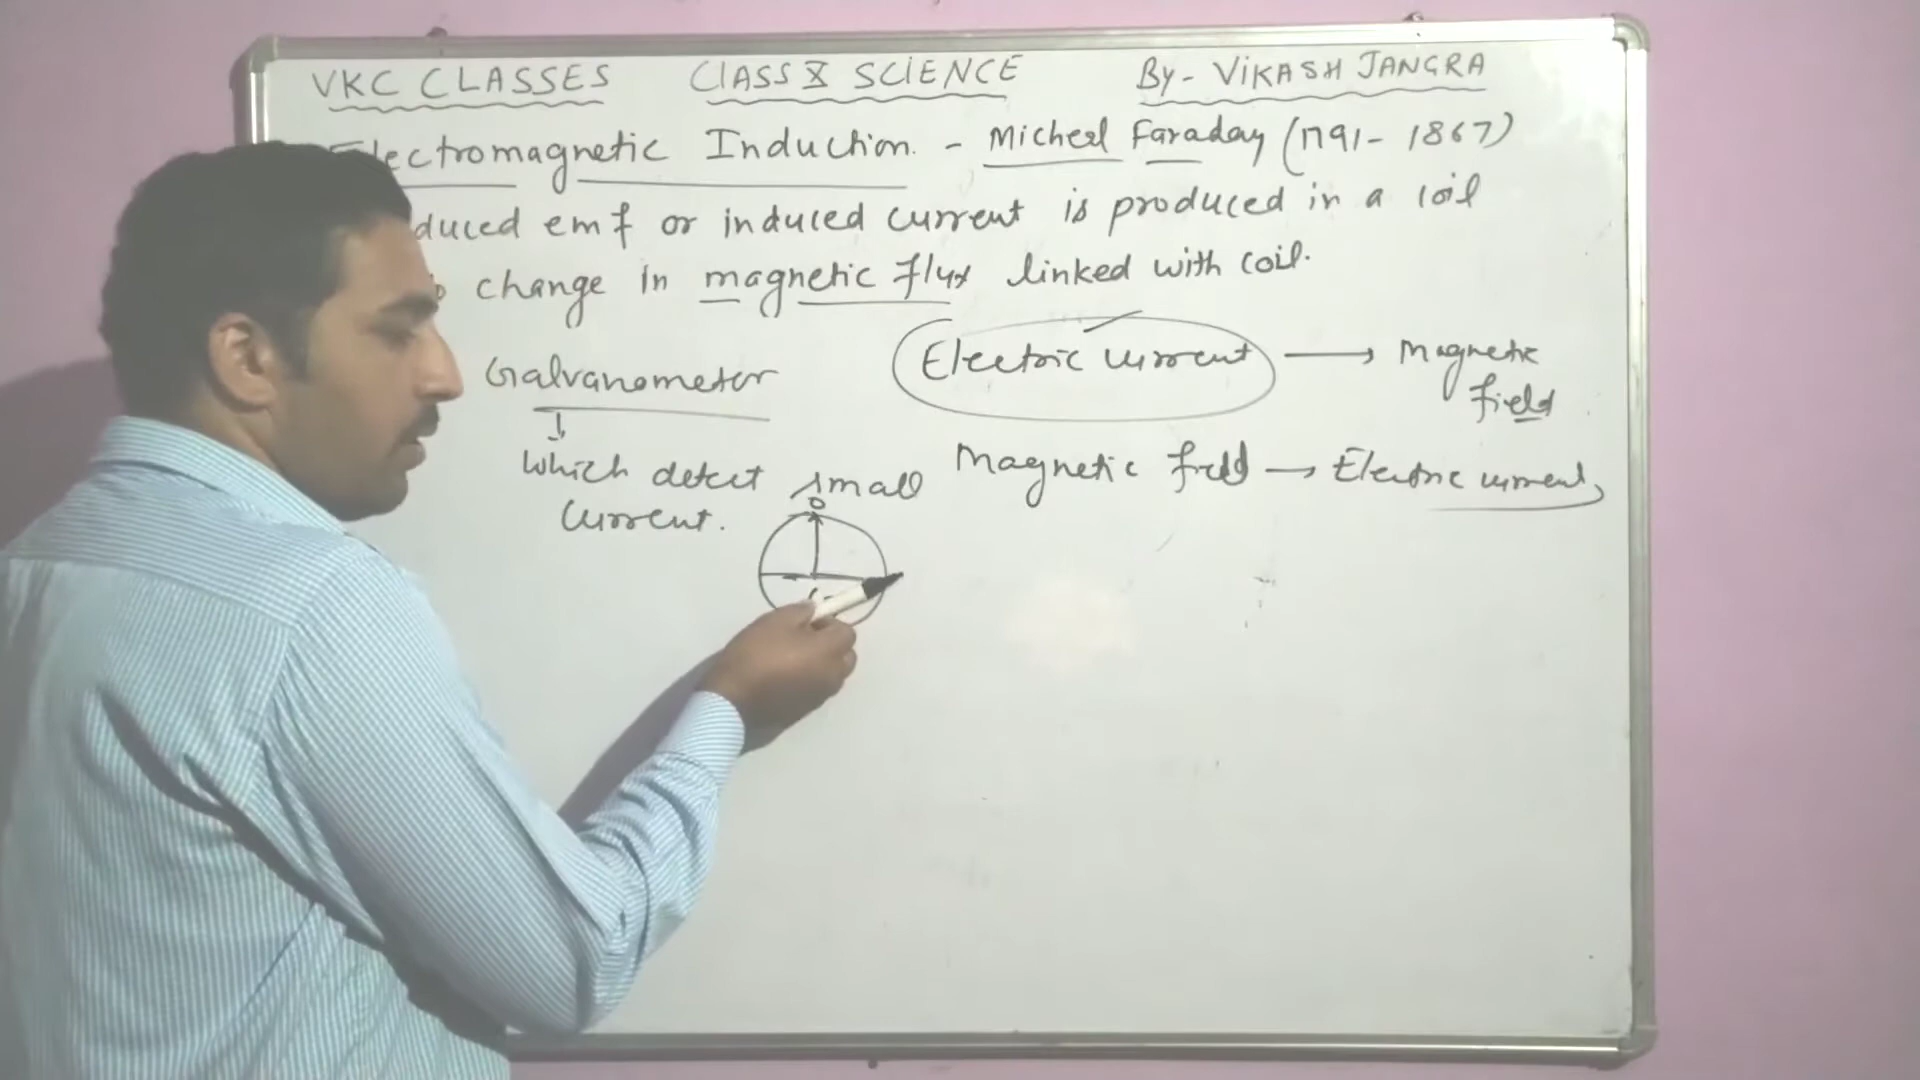 VKC CLASSES CLASS X SCIENCE By - VIKASH JANGRA
Electromagnetic Induction. - Micheal Faraday (1791 - 1867)
duced emf or induced current is produced in a coil
change in magnetic flux linked with coil.
Galvanometer
which detect small
current.
0
G
Electric current → Magnetic
field
Magnetic field → Electric current